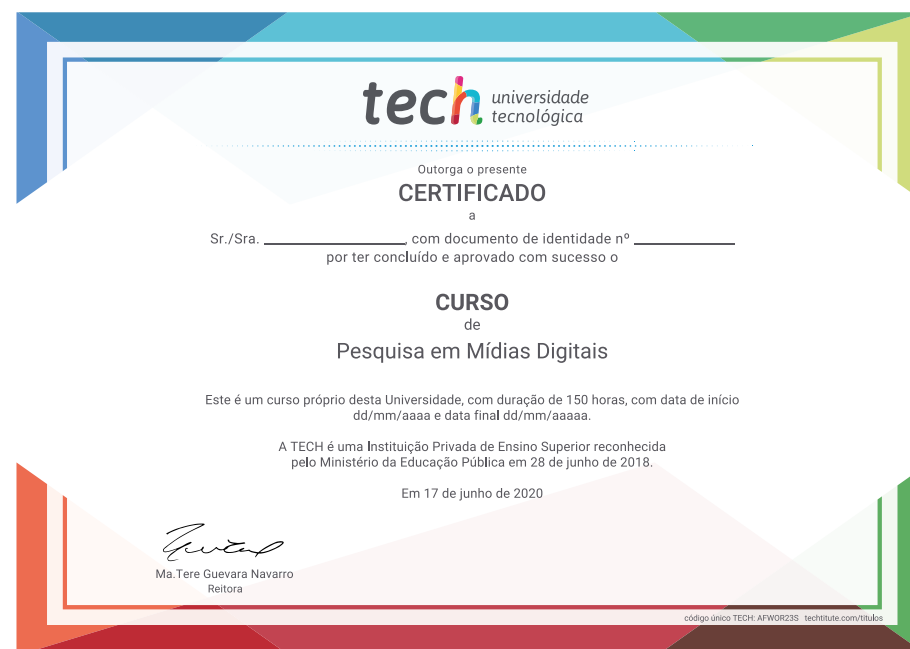 tech universidade
tecnológica
Outorga o presente
CERTIFICADO
a
Sr./Sra. ________________, com documento de identidade nº ____________
por ter concluído e aprovado com sucesso o
CURSO
de
Pesquisa em Mídias Digitais
Este é um curso próprio desta Universidade, com duração de 150 horas, com data de início
dd/mm/aaaa e data final dd/mm/aaaaa.
A TECH é uma Instituição Privada de Ensino Superior reconhecida
pelo Ministério da Educação Pública em 28 de junho de 2018.
Em 17 de junho de 2020
Ma.Tere Guevara Navarro
Reitora
código único TECH: AFWOR23S techtitute.com/titulos